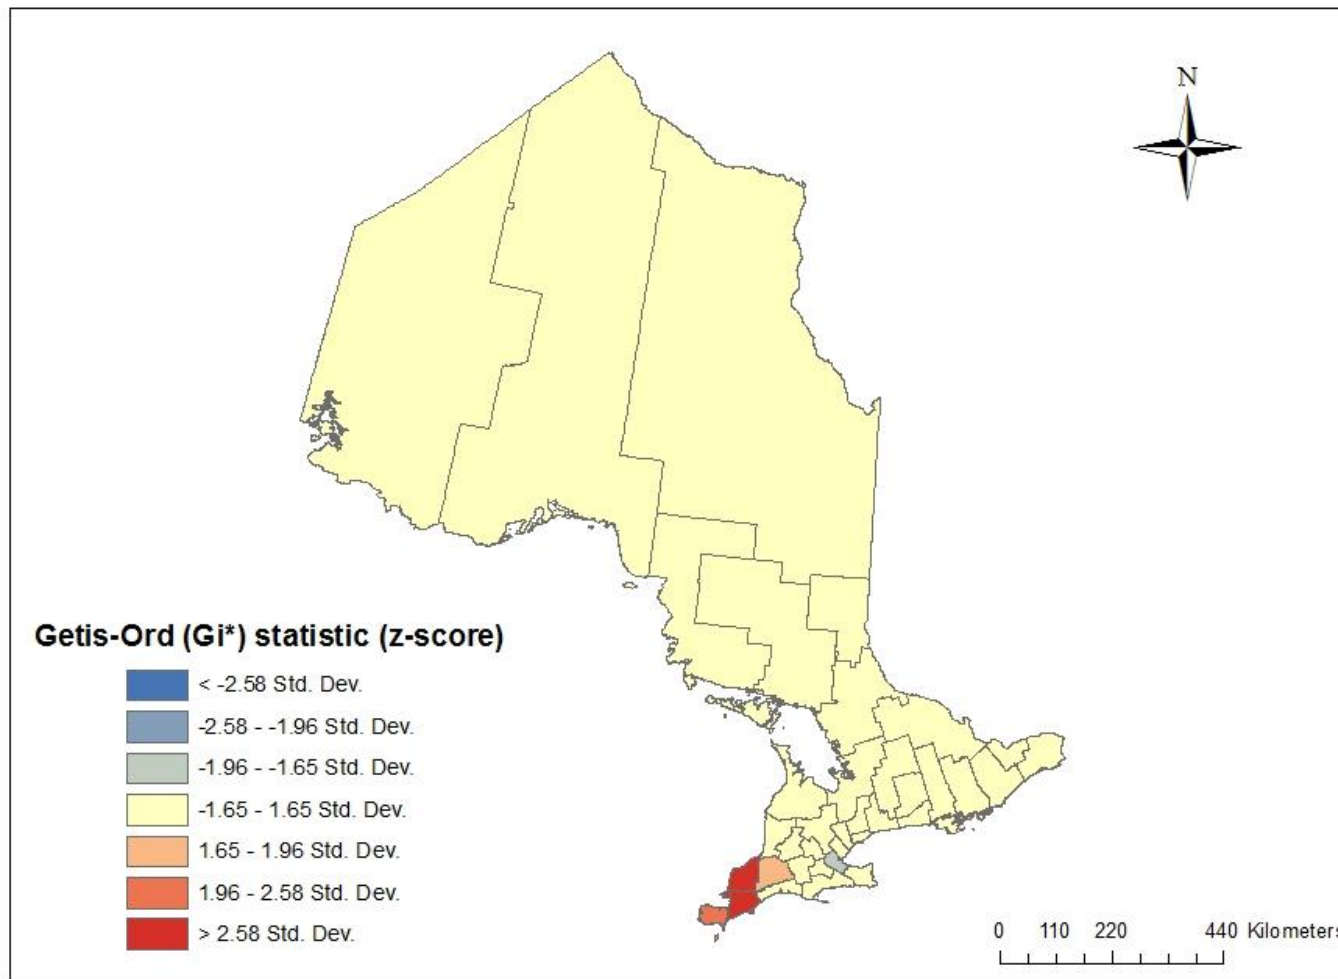 N
Getis-Ord (Gi*) statistic (z-score)
< -2.58 Std. Dev.
-2.58 - -1.96 Std. Dev.
-1.96 - -1.65 Std. Dev.
-1.65 - 1.65 Std. Dev.
1.65 - 1.96 Std. Dev.
1.96 - 2.58 Std. Dev.
> 2.58 Std. Dev.
0 110 220 440 Kilometers